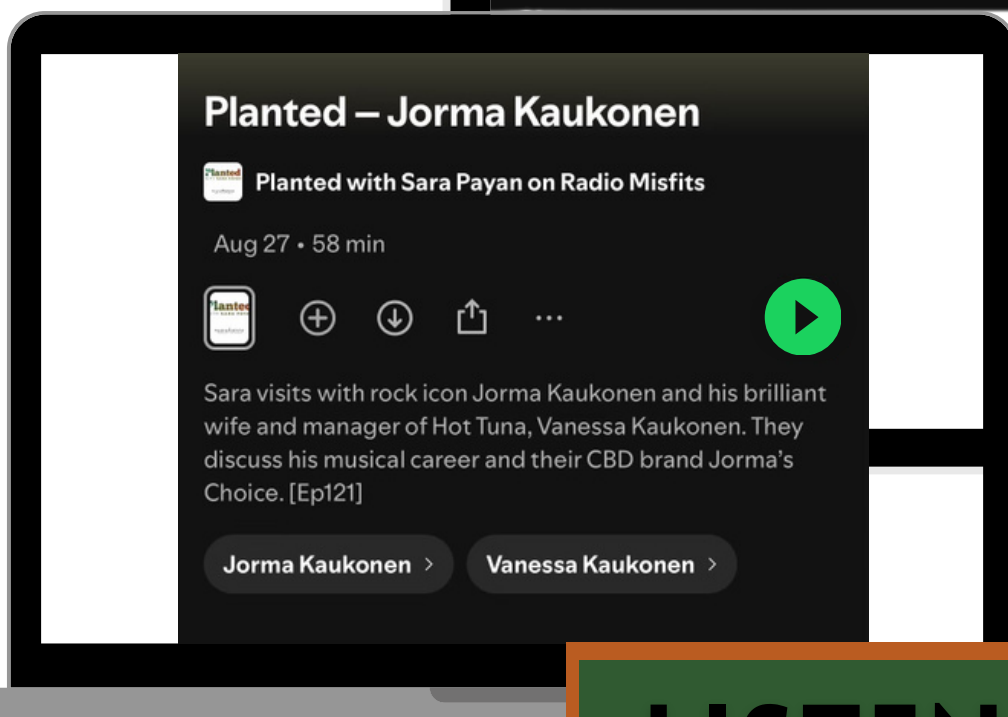 Planted – Jorma Kaukonen
Planted
Planted with Sara Payan on Radio Misfits
Aug 27 • 58 min
Sara visits with rock icon Jorma Kaukonen and his brilliant
wife and manager of Hot Tuna, Vanessa Kaukonen. They
discuss his musical career and their CBD brand Jorma’s
Choice. [Ep121]
Jorma Kaukonen
Vanessa Kaukonen
LISTEN